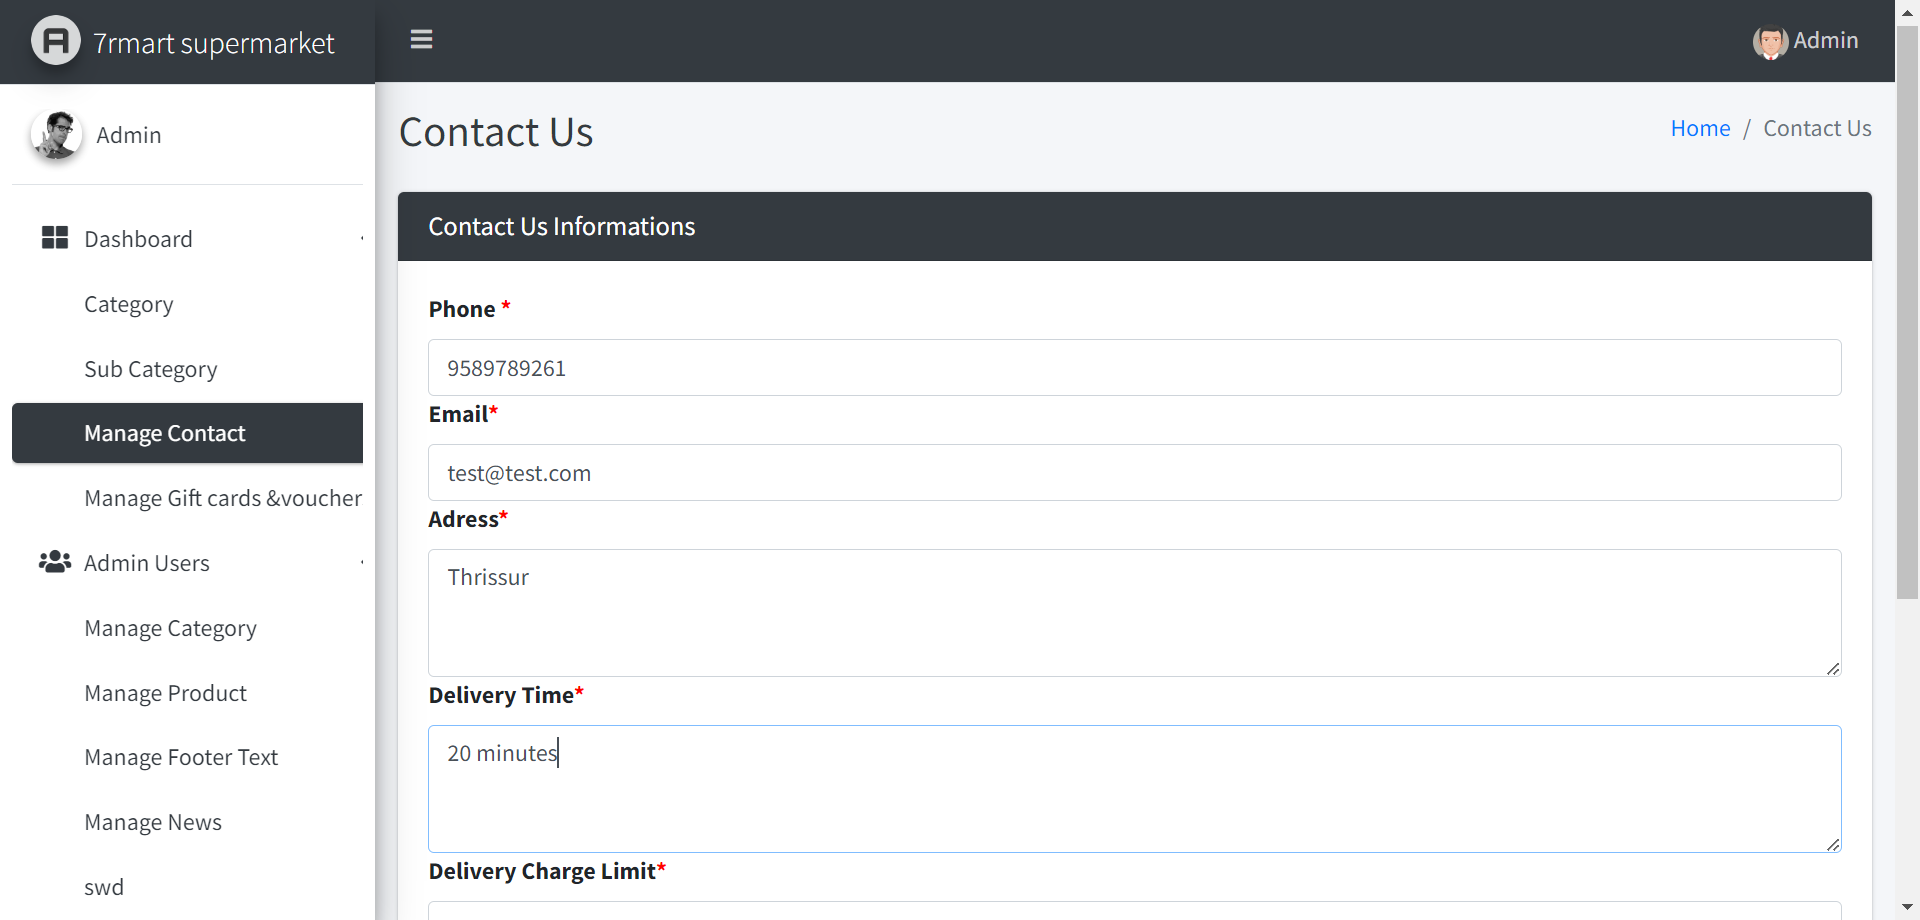 7rmart supermarket
Admin
Admin
Dashboard
Category
Sub Category
Manage Contact
Manage Gift cards &voucher
Admin Users
Manage Category
Manage Product
Manage Footer Text
Manage News
swd
Contact Us
Home / Contact Us
Contact Us Informations
Phone *
9589789261
Email*
test@test.com
Adress*
Thrissur
Delivery Time*
20 minutes
Delivery Charge Limit*